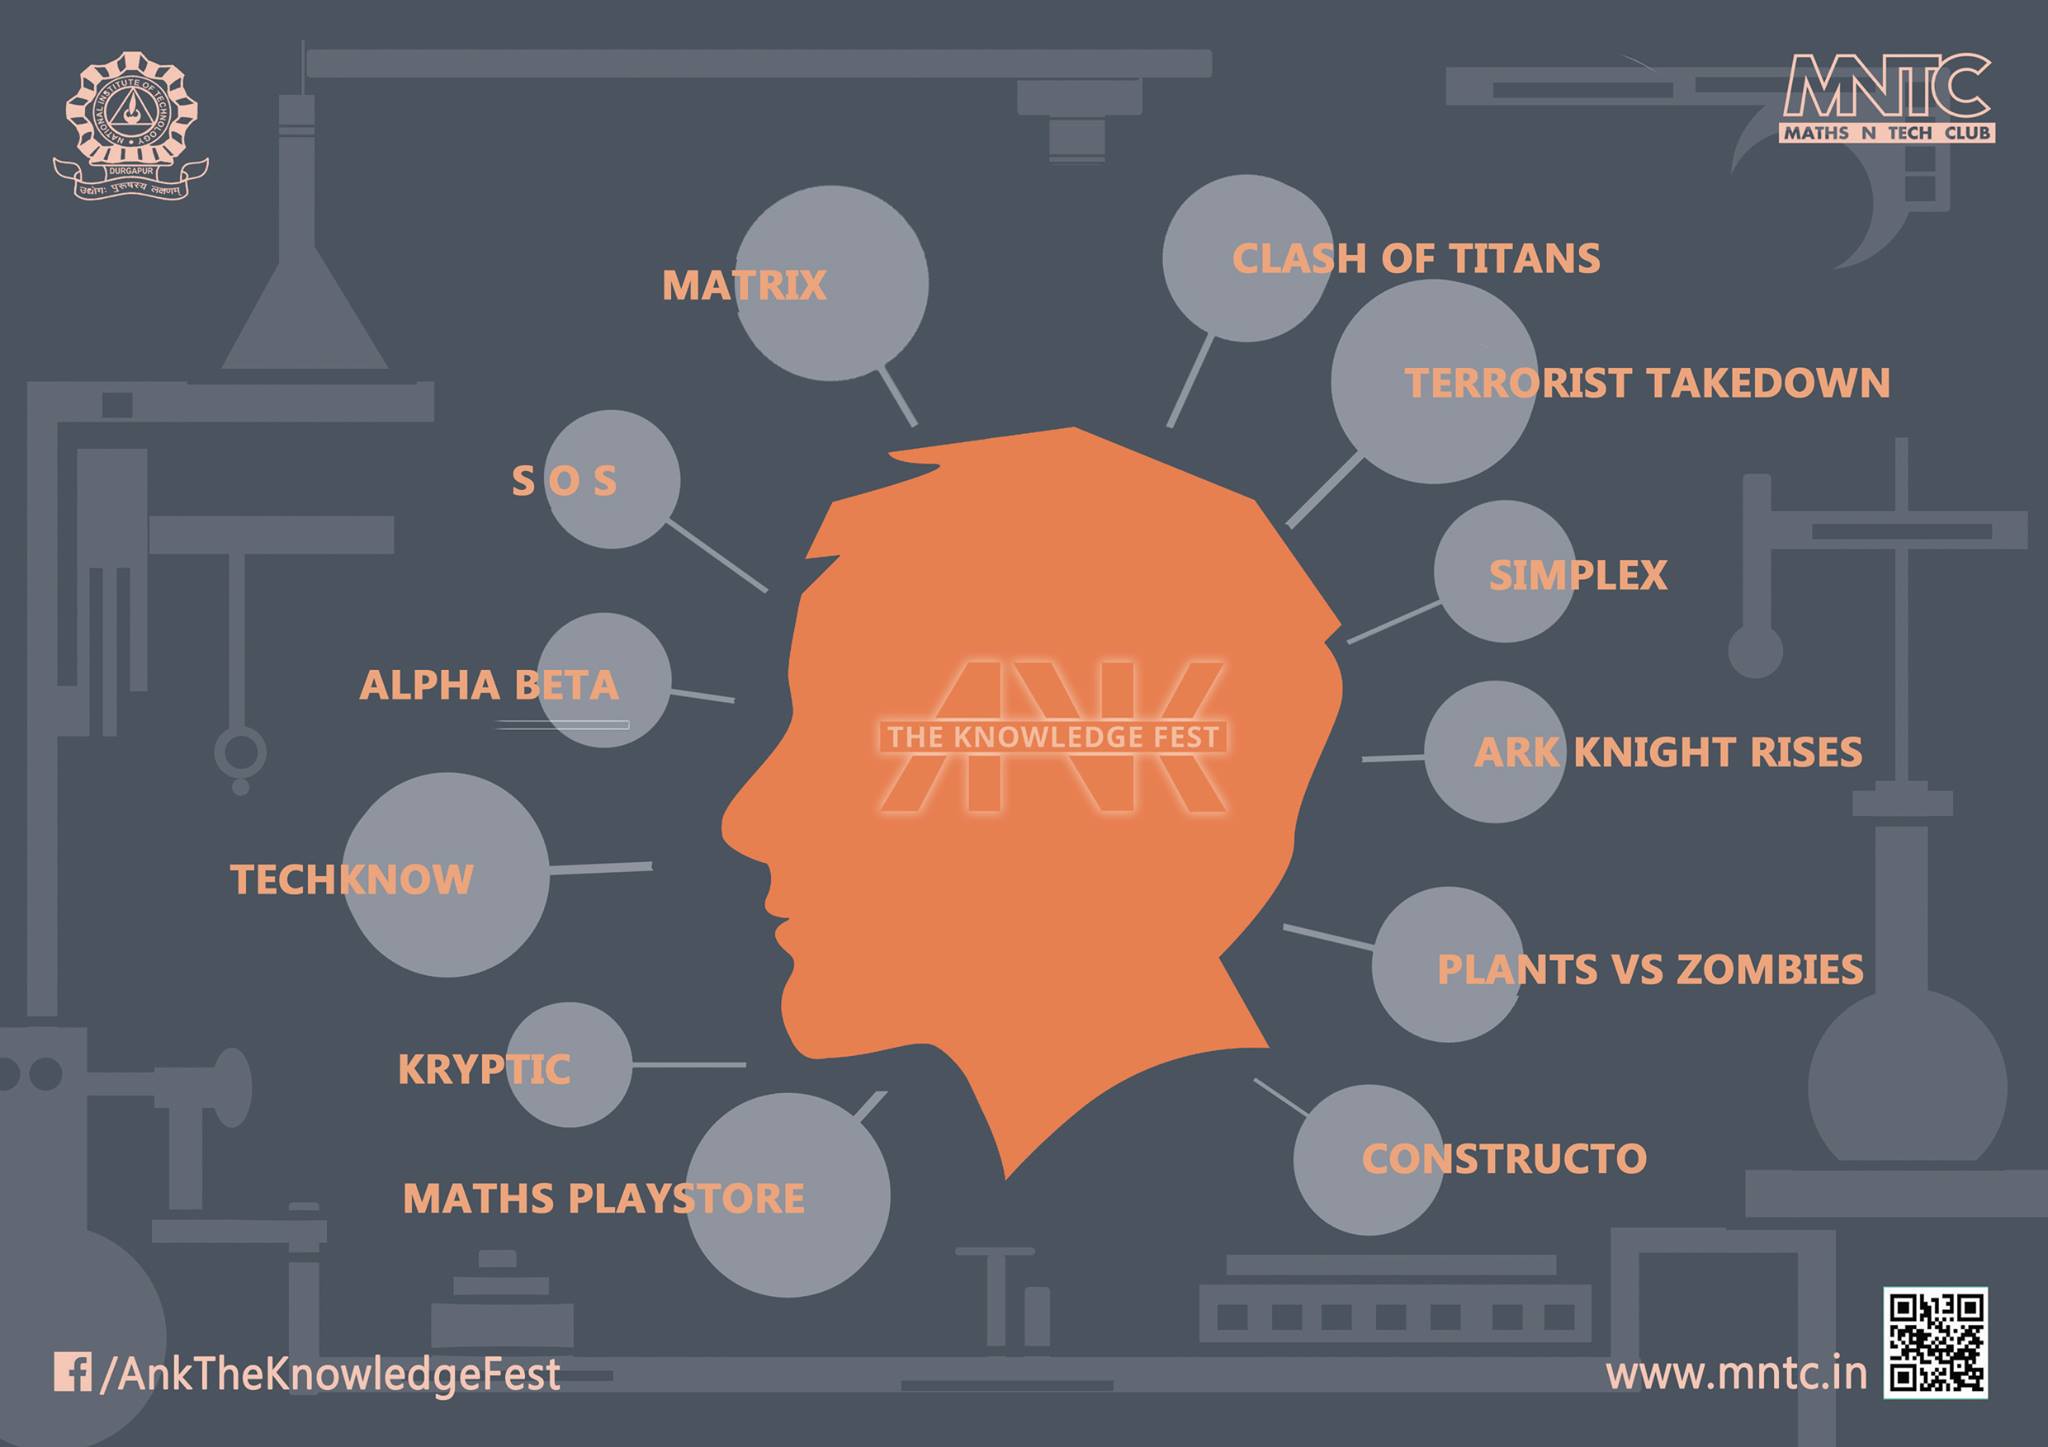 NATIONAL INSTITUTE OF TECHNOLOGY
DURGAPUR
उद्योगः पुरुषस्य लक्षणम्
MNTC
MATHS N TECH CLUB
MATRIX
CLASH OF TITANS
TERRORIST TAKEDOWN
S O S
SIMPLEX
ALPHA BETA
ANK
THE KNOWLEDGE FEST
ARK KNIGHT RISES
TECHKNOW
PLANTS VS ZOMBIES
KRYPTIC
CONSTRUCTO
MATHS PLAYSTORE
/AnkTheKnowledgeFest
www.mntc.in